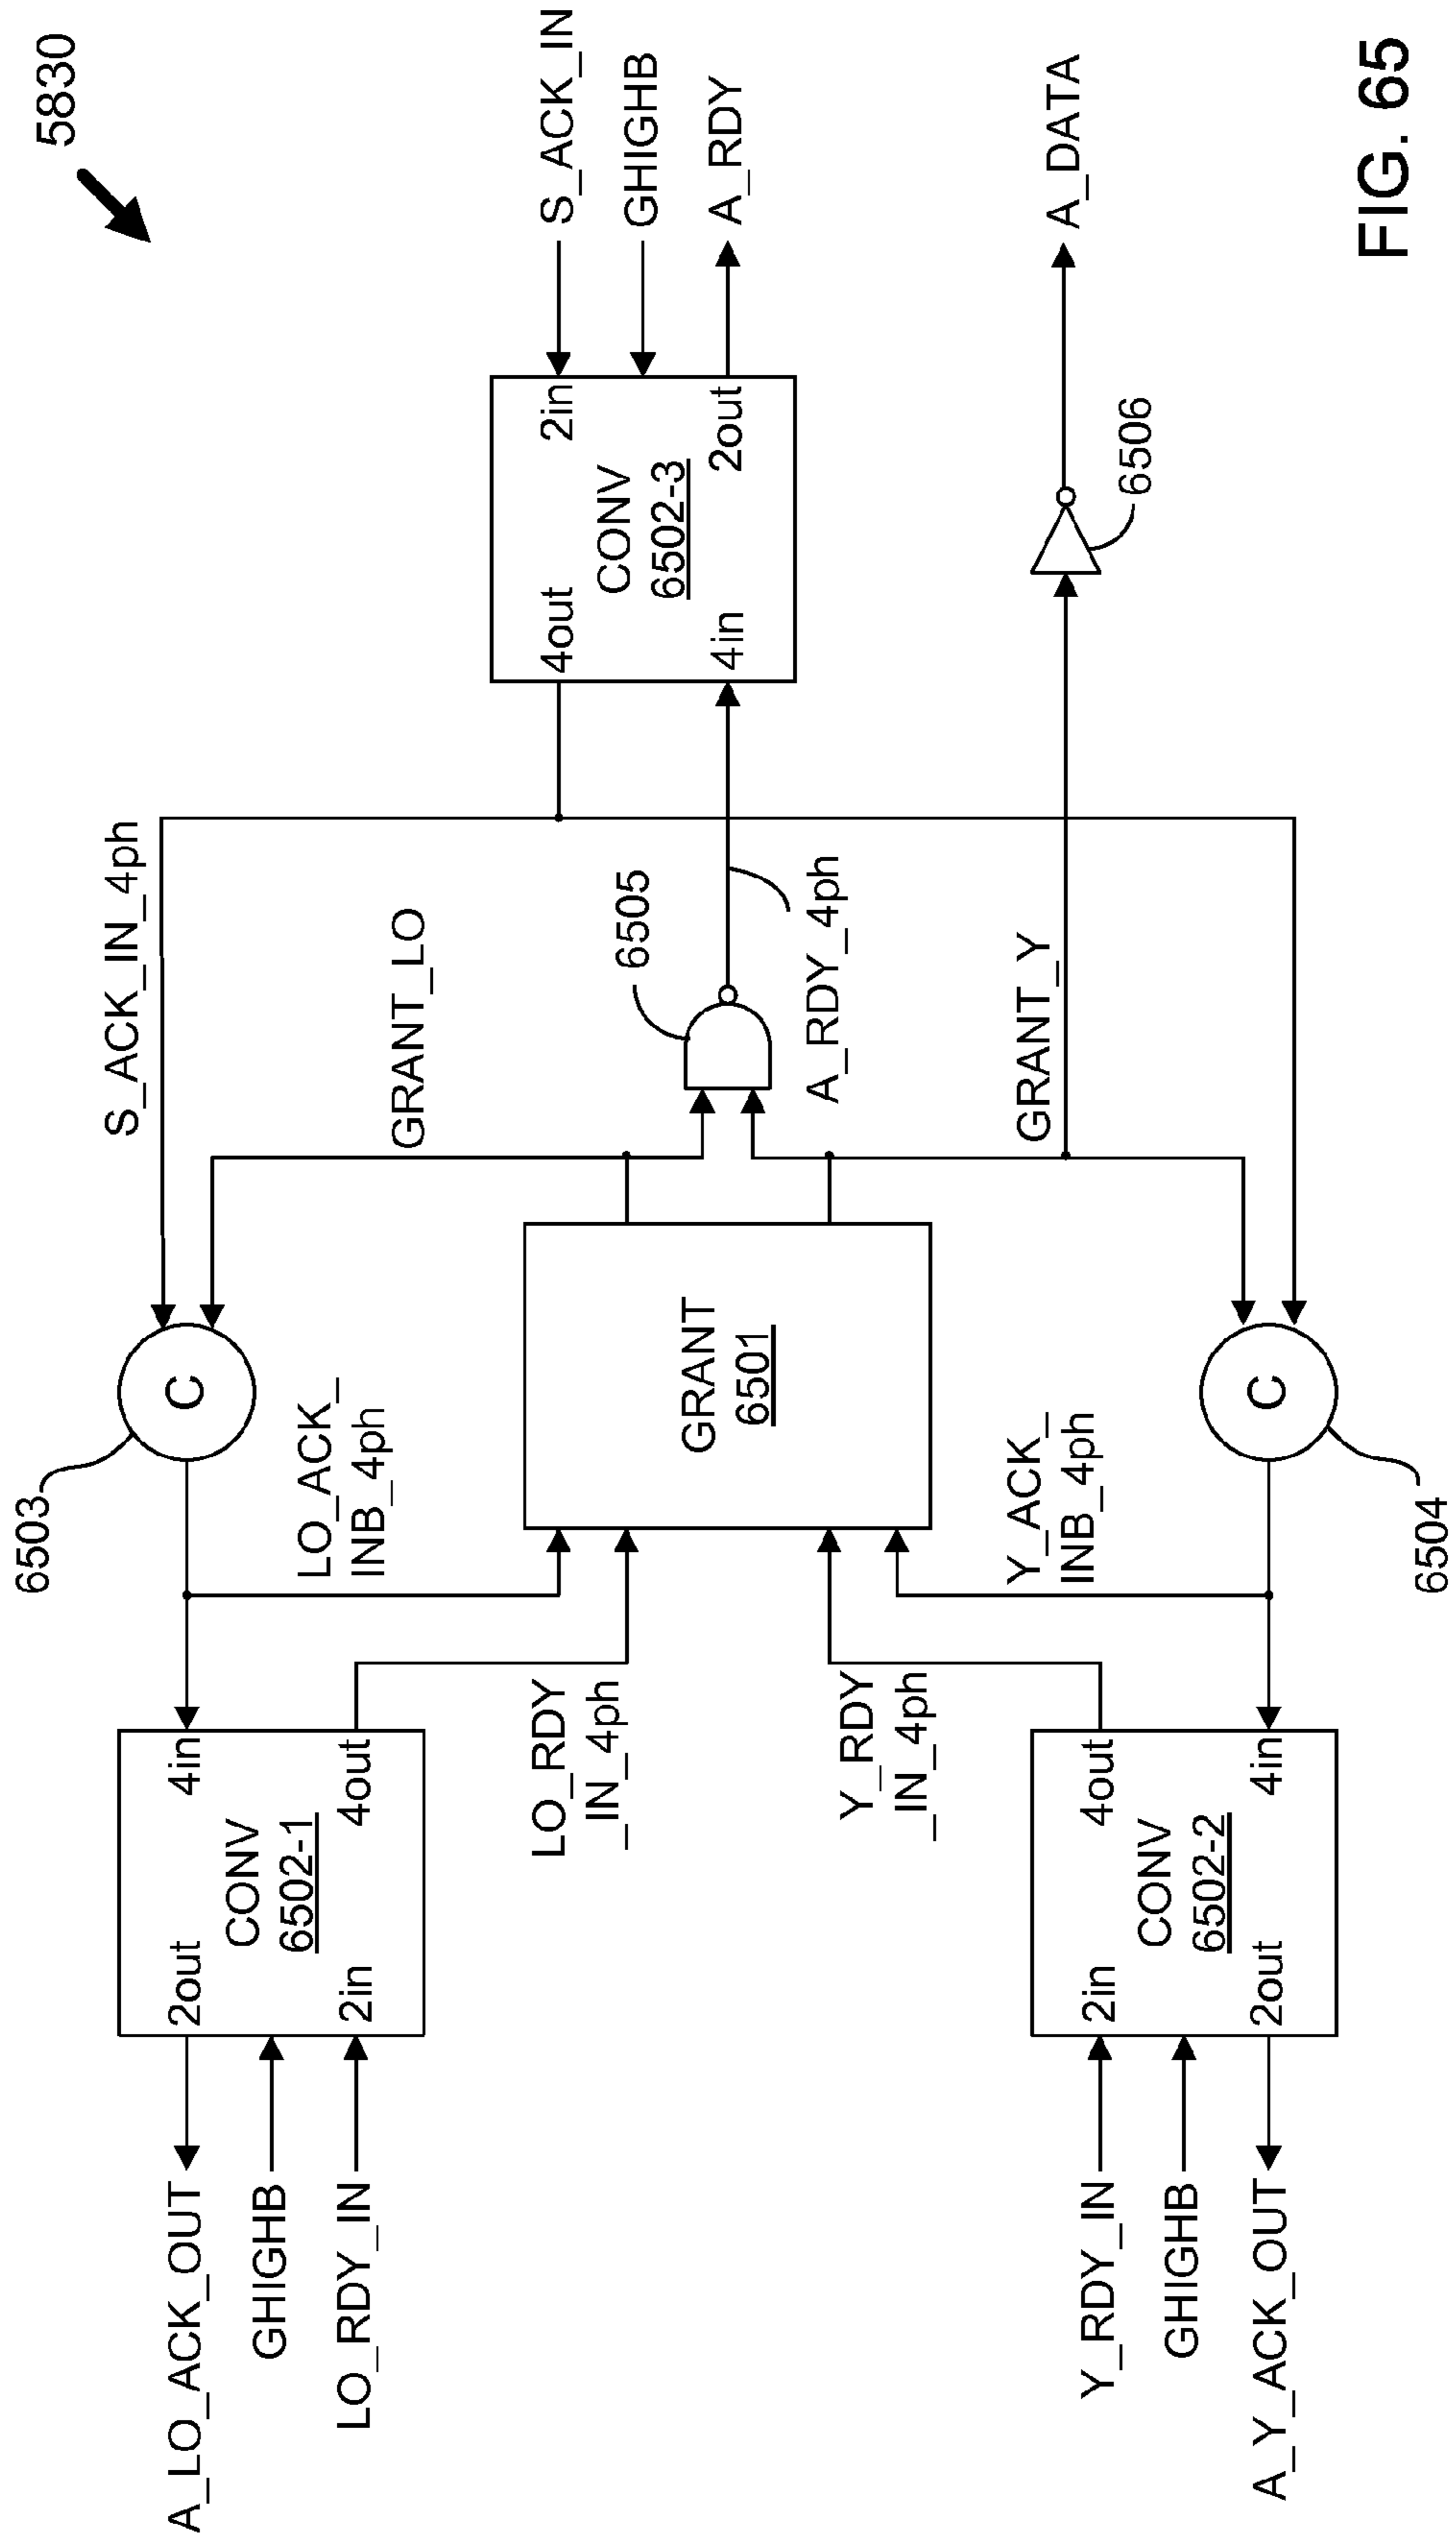 5830
A_LO_ACK_OUT
GHIGHB
LO_RDY_IN
2out
4in
CONV
6502-1
2in
4out
6503
C
LO_ACK_
INB_4ph
LO_RDY
_IN_4ph
S_ACK_IN_4ph
GRANT_LO
GRANT
6501
6505
A_RDY_4ph
4out
2in
CONV
6502-3
4in
2out
S_ACK_IN
GHIGHB
A_RDY
Y_RDY
_IN_4ph
Y_ACK_
INB_4ph
GRANT_Y
6506
A_DATA
Y_RDY_IN
GHIGHB
A_Y_ACK_OUT
2in
4out
CONV
6502-2
2out
4in
C
6504
FIG. 65